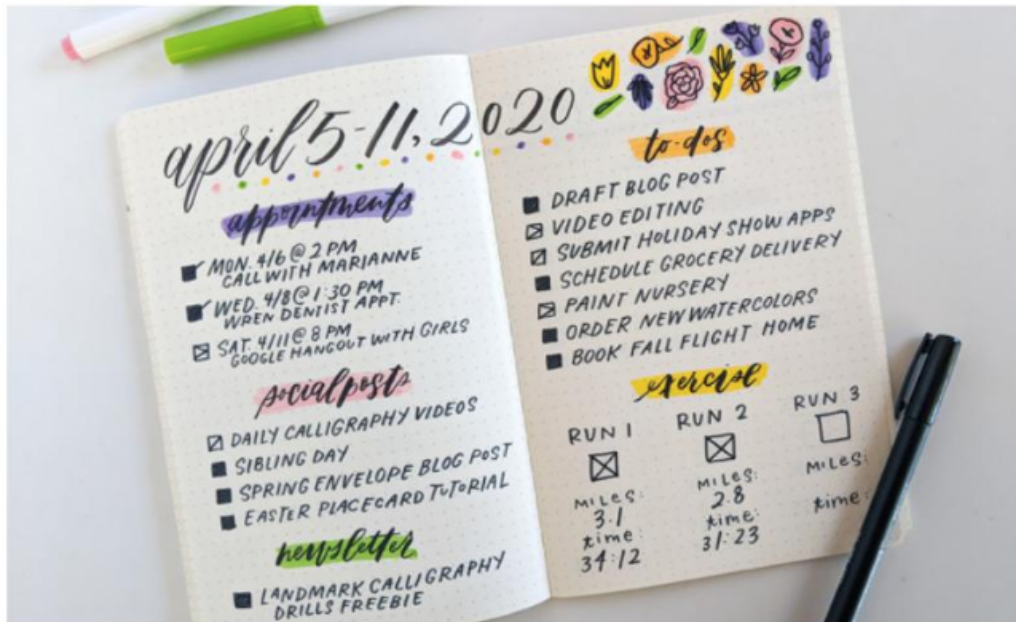 april 5-11, 2020
appointments
MON. 4/6 @ 2 PM
CALL WITH MARIANNE
WED. 4/8 @ 1:30 PM
WREN DENTIST APPT.
SAT. 4/11 @ 8 PM
GOOGLE HANGOUT WITH GIRLS
social posts
DAILY CALLIGRAPHY VIDEOS
SIBLING DAY
SPRING ENVELOPE BLOG POST
EASTER PLACECARD TUTORIAL
newsletter
LANDMARK CALLIGRAPHY
DRILLS FREEBIE
to-dos
DRAFT BLOG POST
VIDEO EDITING
SUBMIT HOLIDAY SHOW APPS
SCHEDULE GROCERY DELIVERY
PAINT NURSERY
ORDER NEW WATERCOLORS
BOOK FALL FLIGHT HOME
exercise
RUN 1
MILES:
3.1
time:
34:12
RUN 2
MILES:
2.8
time:
31:23
RUN 3
MILES:
time: